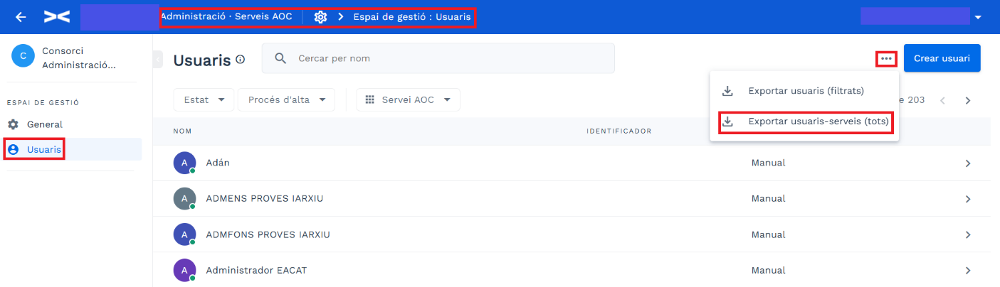 Administració · Serveis AOC
Espai de gestió : Usuaris
C
Consorci
Administració...
Usuaris
Cercar per nom
...
Crear usuari
Estat
Procés d'alta
Servei AOC
Exportar usuaris (filtrats)
Exportar usuaris-serveis (tots)
e 203
ESPAI DE GESTIÓ
General
Usuaris
NOM
IDENTIFICADOR
A
Adán
Manual
A
ADMENS PROVES IARXIU
Manual
A
ADMFONS PROVES IARXIU
Manual
A
Administrador EACAT
Manual